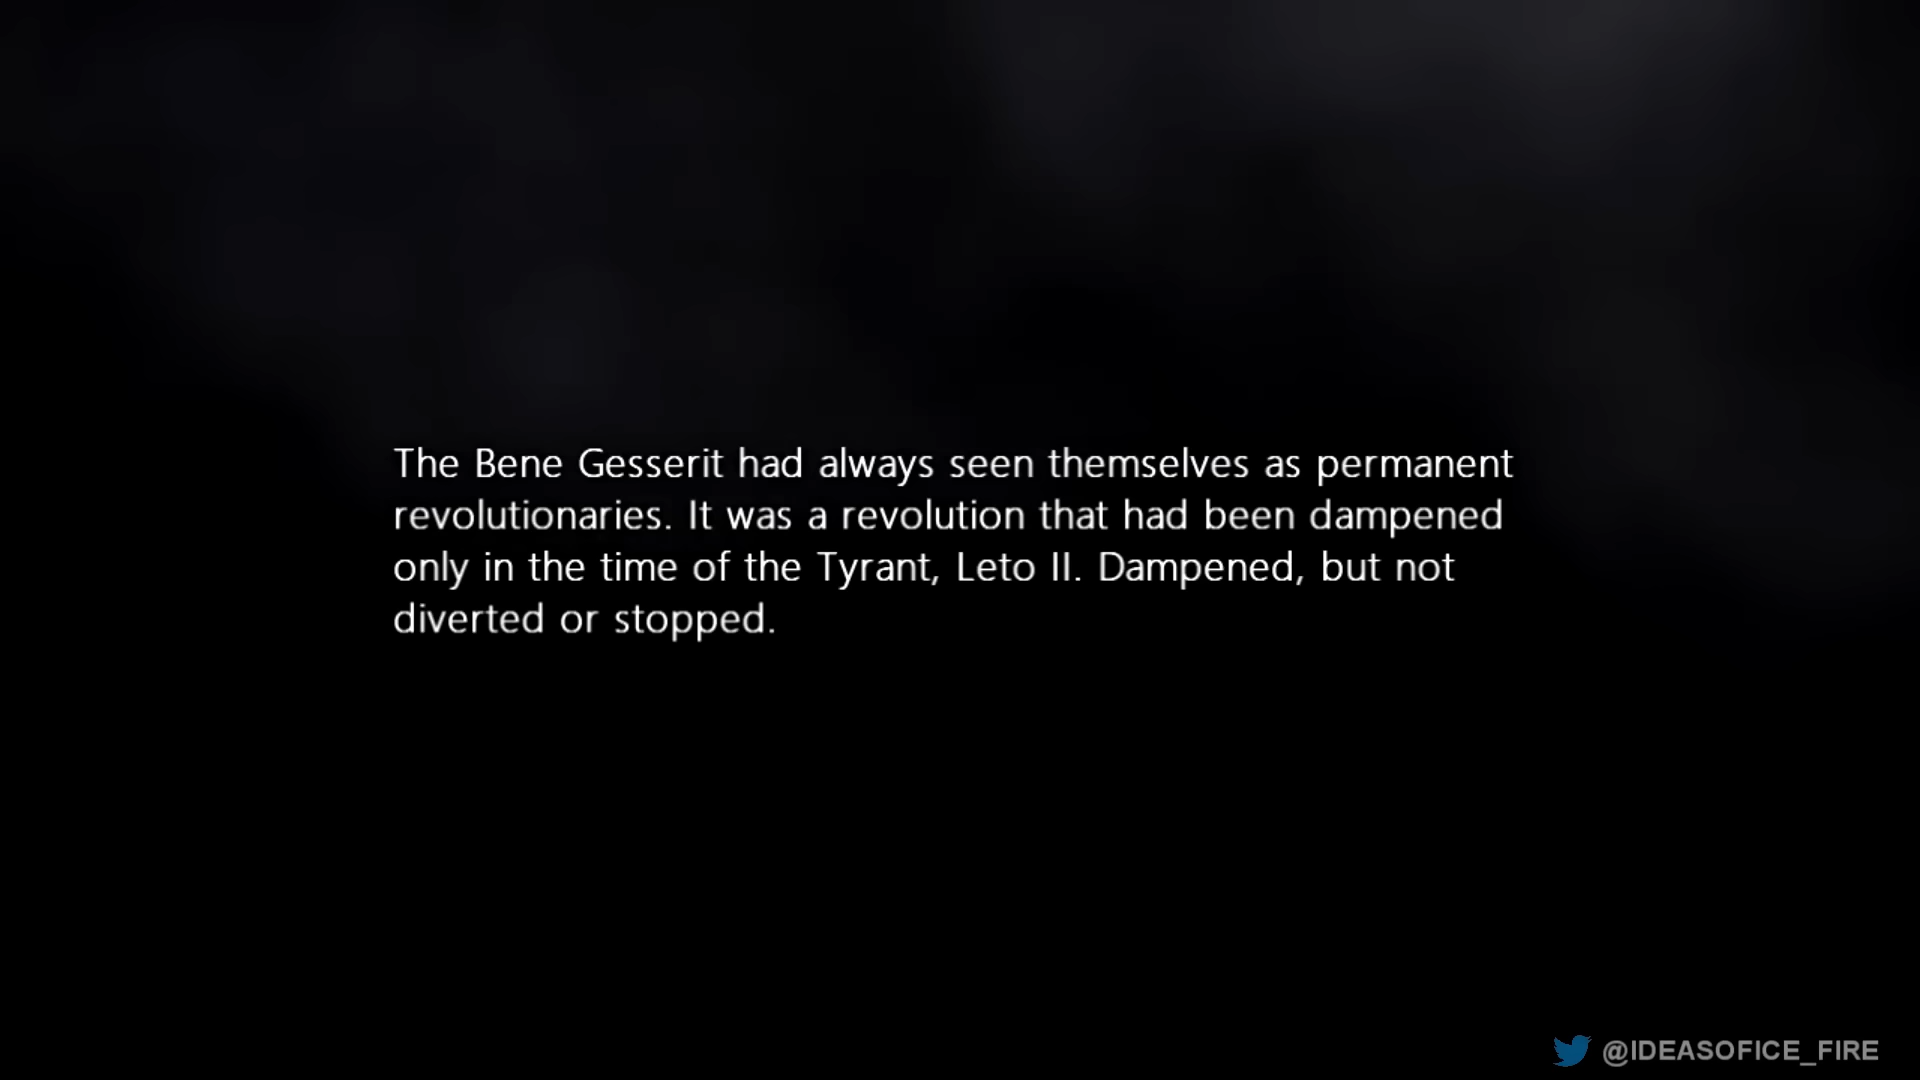 The Bene Gesserit had always seen themselves as permanent
revolutionaries. It was a revolution that had been dampened
only in the time of the Tyrant, Leto II. Dampened, but not
diverted or stopped.
@IDEASOFICE_FIRE